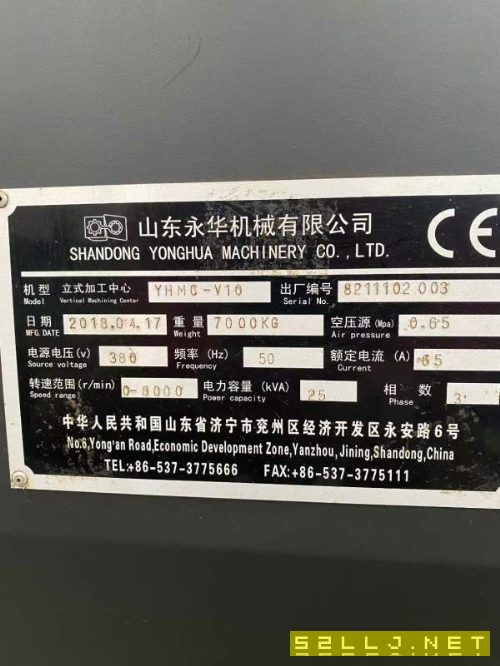 山东永华机械有限公司
SHANDONG YONGHUA MACHINERY CO.,LTD.
CE
机型 立式加工中心 YHMC-V10 出厂编号 8211102 003
Model Vertical Machining Center Serial No.
日期 2018.04.17 重量 7000KG 空压源(Mpa) 0.65
MFG.DATE Weight Air pressure
电源电压(v) 380 频率(Hz) 50 额定电流(A) 65
Source voltage Frequency Current
转速范围(r/min) 0-8000 电力容量(kVA) 25 相数 3
Speed range Power capacity Phase
中华人民共和国山东省济宁市兖州区经济开发区永安路6号
No.6,Yong'an Road,Economic Development Zone,Yanzhou,Jining,Shandong,China
TEL:+86-537-3775666 FAX:+86-537-3775111
52LLJ.NET